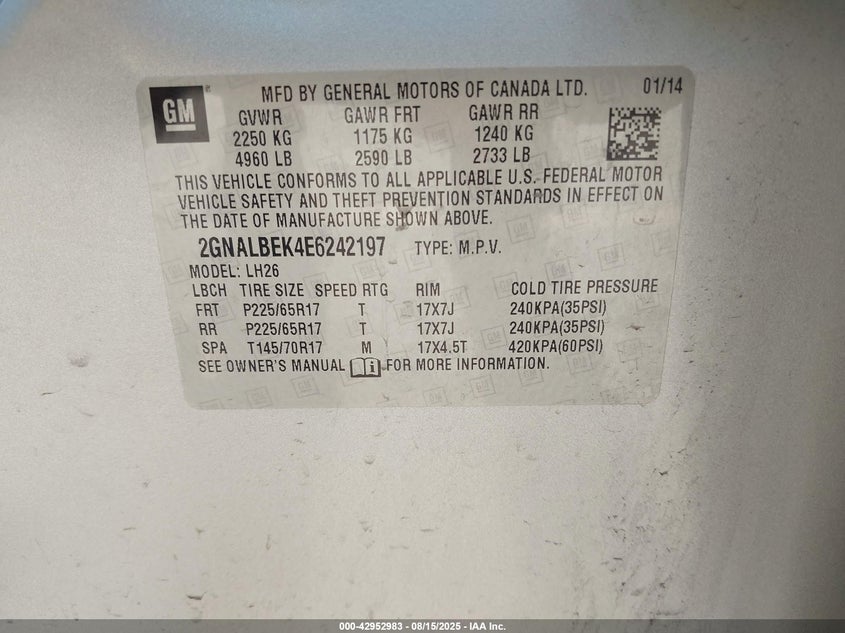 GM
MFD BY GENERAL MOTORS OF CANADA LTD. 01/14
GVWR GAWR FRT GAWR RR
2250 KG 1175 KG 1240 KG
4960 LB 2590 LB 2733 LB
THIS VEHICLE CONFORMS TO ALL APPLICABLE U.S. FEDERAL MOTOR
VEHICLE SAFETY AND THEFT PREVENTION STANDARDS IN EFFECT ON
THE DATE OF MANUFACTURE SHOWN ABOVE.
2GNALBEK4E6242197 TYPE: M.P.V.
MODEL: LH26
LBCH TIRE SIZE SPEED RTG RIM COLD TIRE PRESSURE
FRT P225/65R17 T 17X7J 240KPA(35PSI)
RR P225/65R17 T 17X7J 240KPA(35PSI)
SPA T145/70R17 M 17X4.5T 420KPA(60PSI)
SEE OWNER'S MANUAL i FOR MORE INFORMATION.
000-42952983 - 08/15/2025 - IAA Inc.